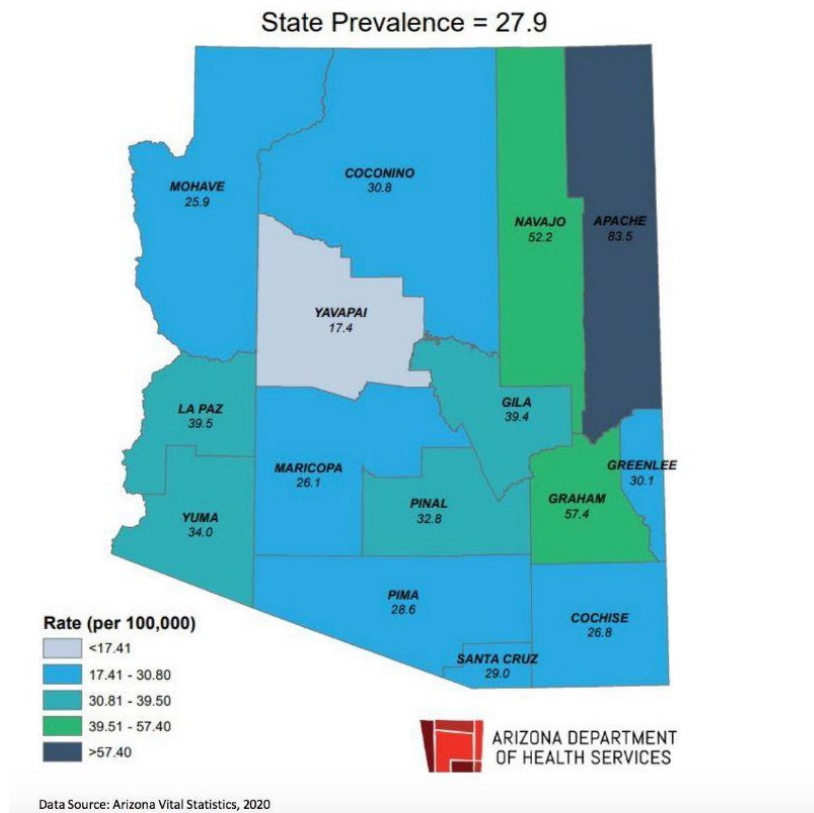 State Prevalence = 27.9
MOHAVE
25.9
COCONINO
30.8
NAVAJO
52.2
APACHE
83.5
YAVAPAI
17.4
LA PAZ
39.5
GILA
39.4
MARICOPA
26.1
GREENLEE
30.1
YUMA
34.0
PINAL
32.8
GRAHAM
57.4
PIMA
28.6
COCHISE
26.8
SANTA CRUZ
29.0
Rate (per 100,000)
<17.41
17.41 - 30.80
30.81 - 39.50
39.51 - 57.40
>57.40
ARIZONA DEPARTMENT
OF HEALTH SERVICES
Data Source: Arizona Vital Statistics, 2020